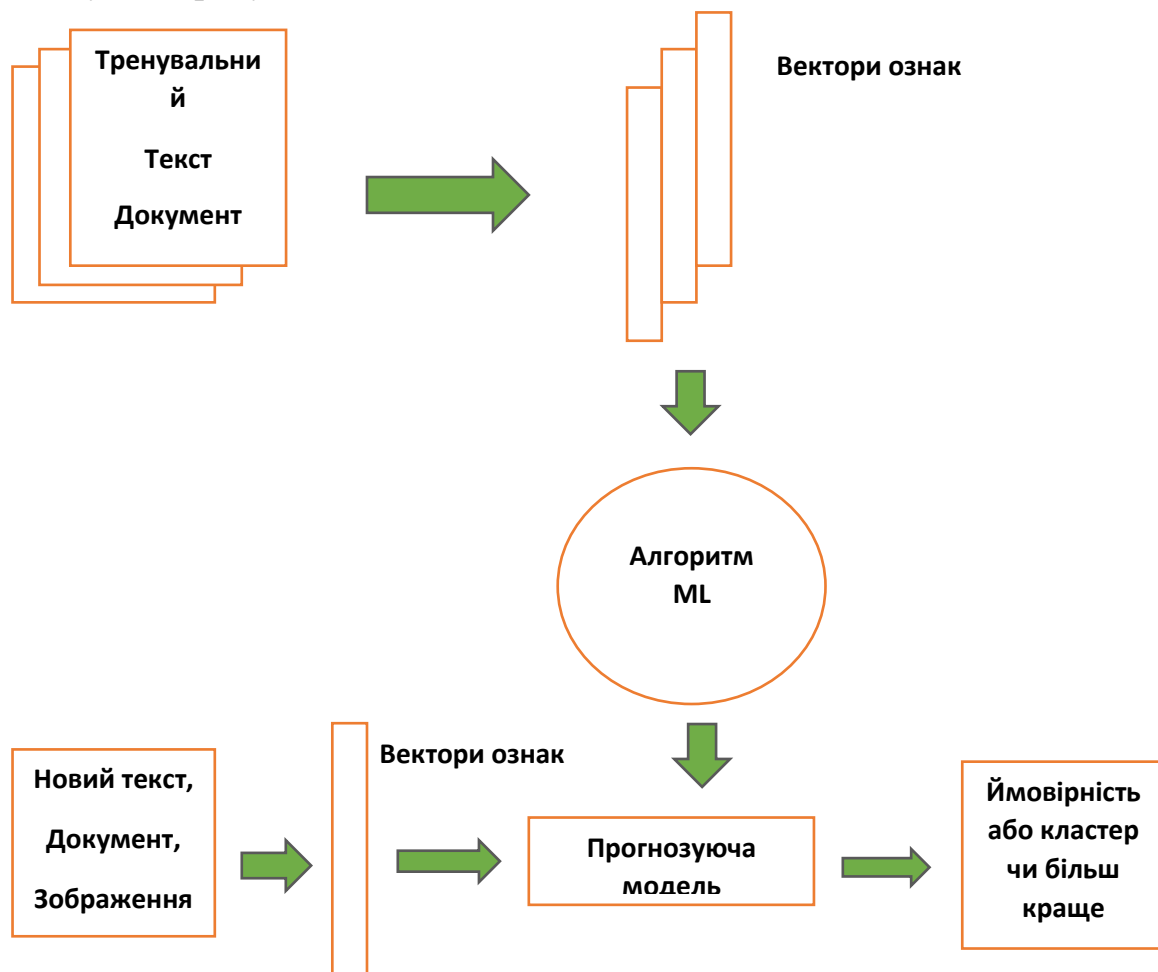 Тренувальни
й
Текст
Документ
Вектори ознак
Алгоритм
ML
Вектори ознак
Новий текст,
Документ,
Зображення
Прогнозуюча
модель
Ймовірність
або кластер
чи більш
краще